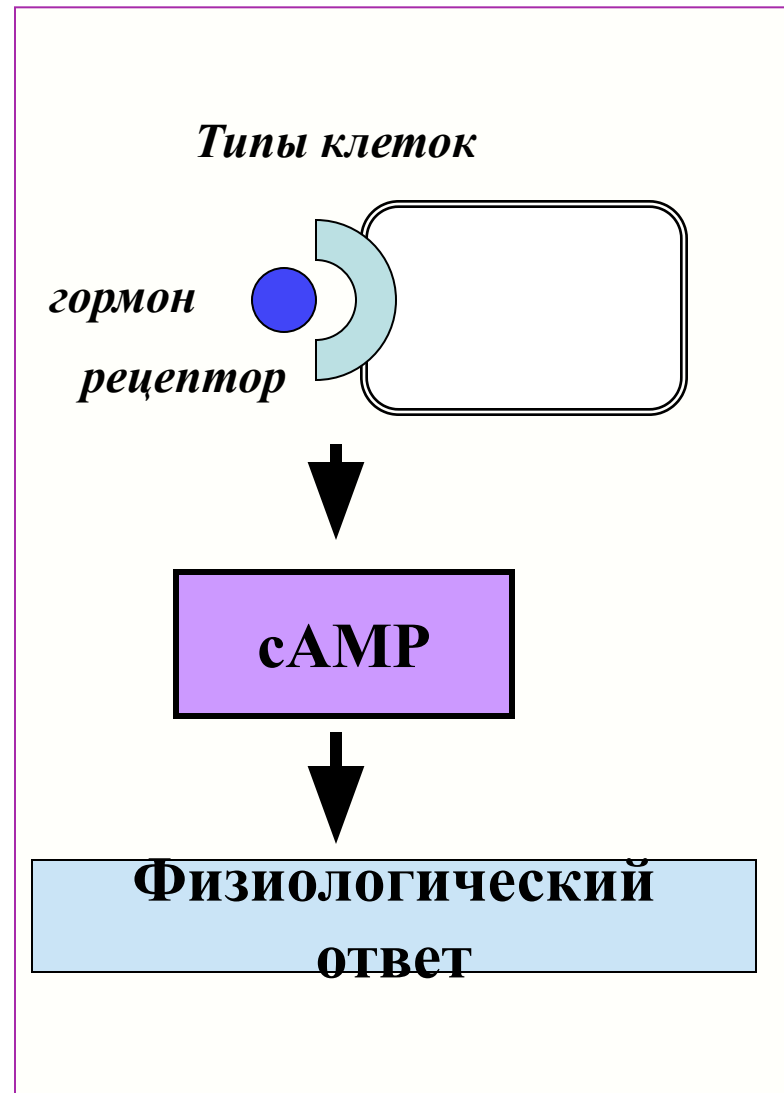 Типы клеток
гормон
рецептор
cAMP
Физиологический
ответ